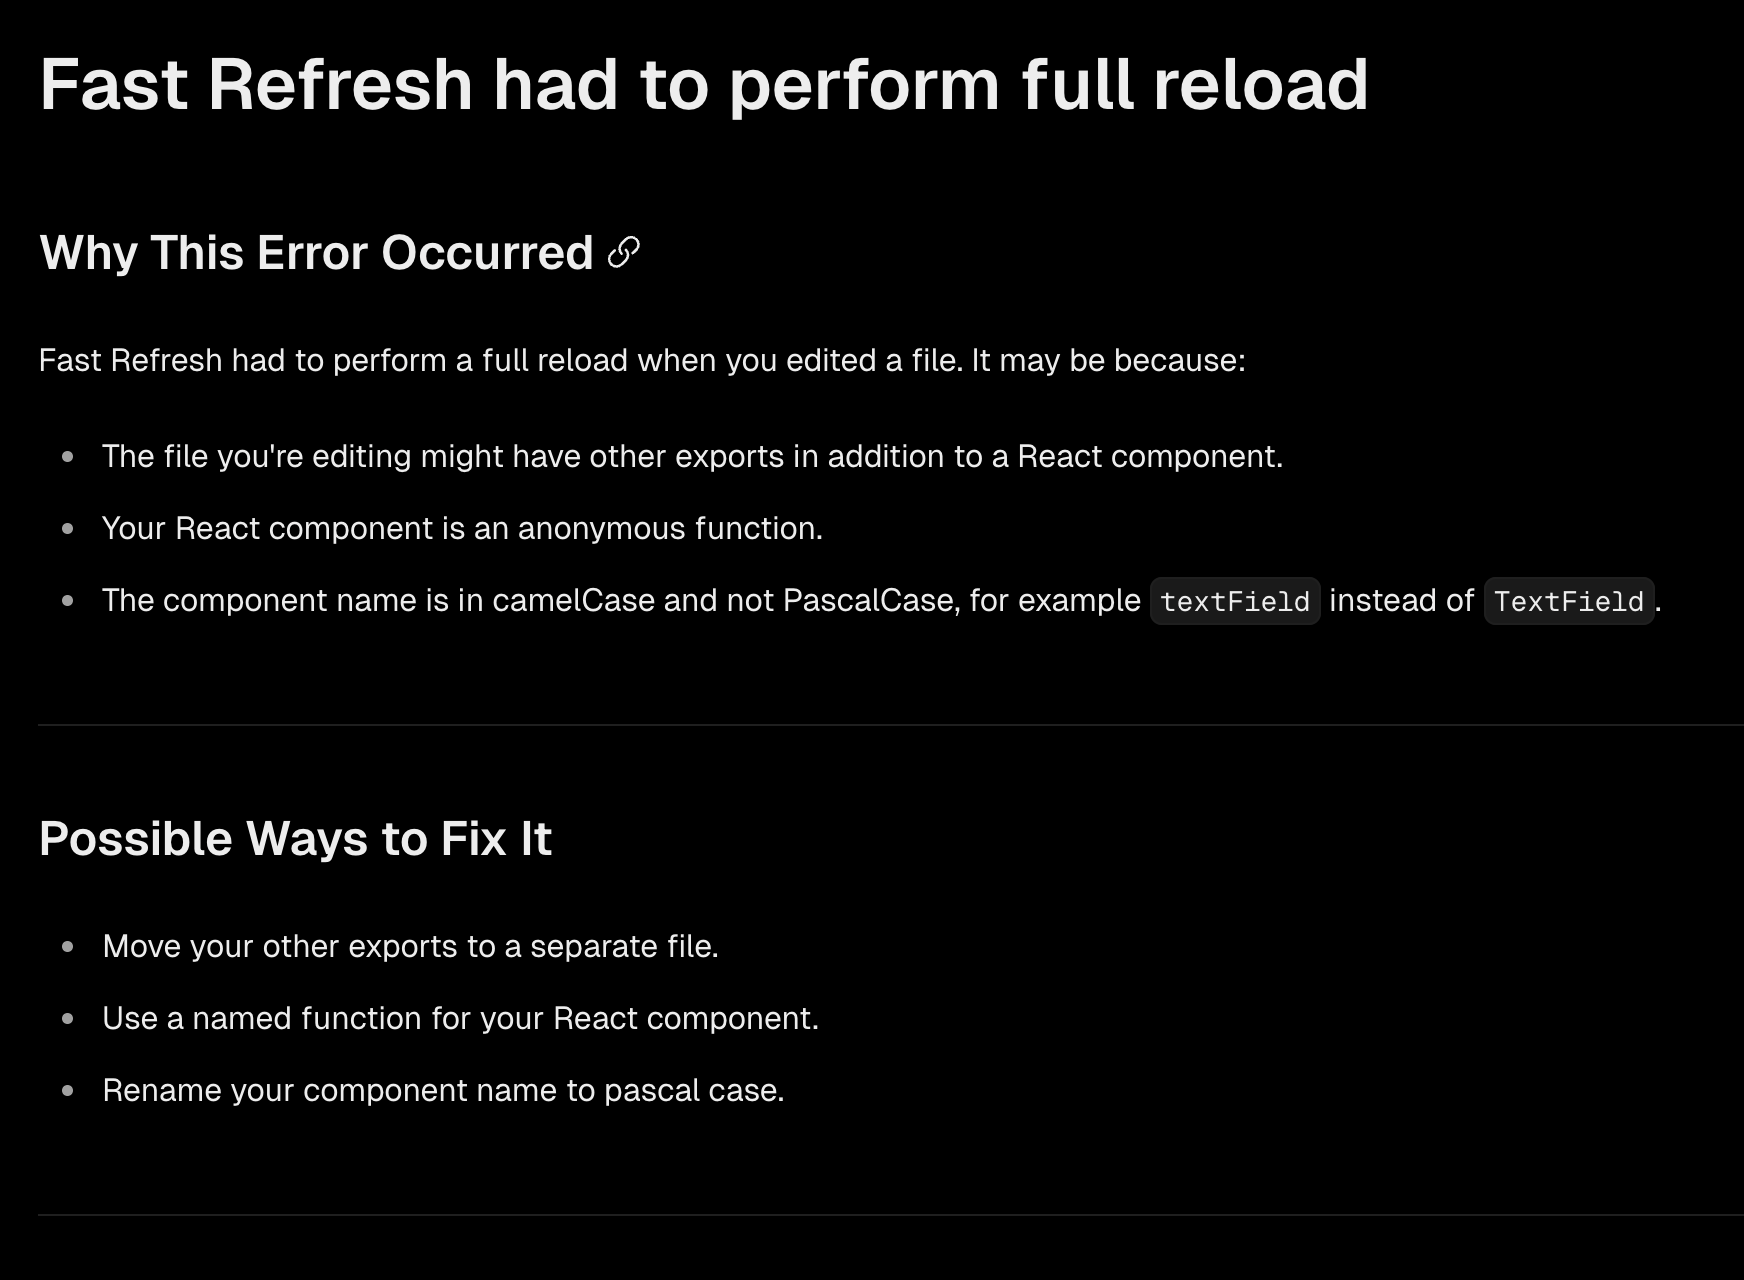 Fast Refresh had to perform full reload
Why This Error Occurred
Fast Refresh had to perform a full reload when you edited a file. It may be because:
The file you're editing might have other exports in addition to a React component.
Your React component is an anonymous function.
The component name is in camelCase and not PascalCase, for example textField instead of TextField.
Possible Ways to Fix It
Move your other exports to a separate file.
Use a named function for your React component.
Rename your component name to pascal case.